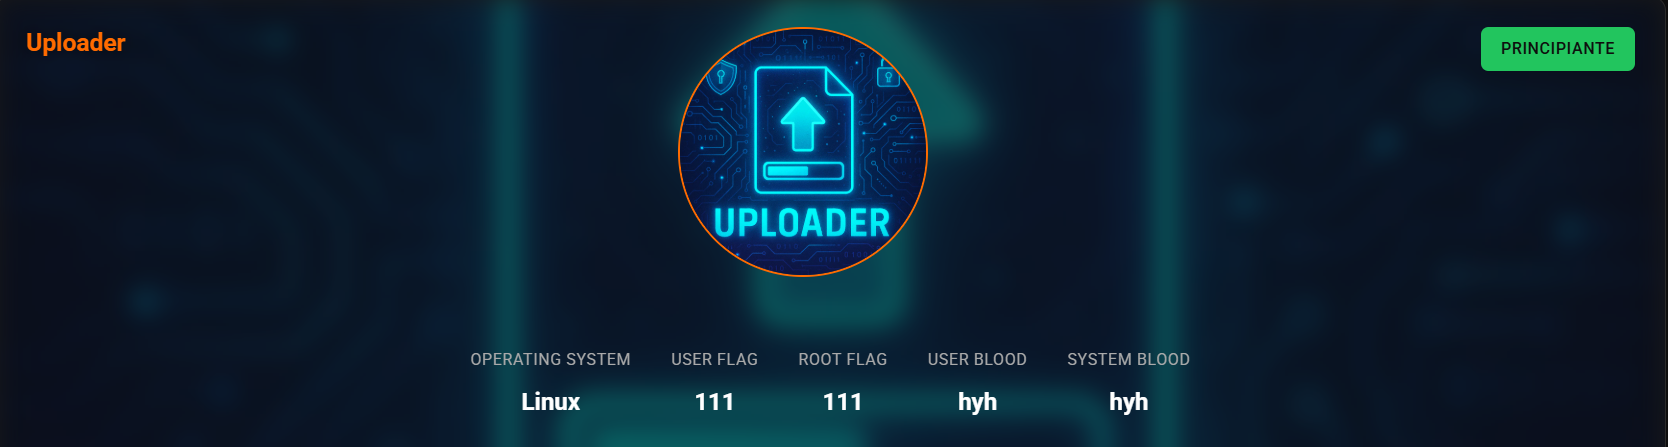 Uploader
PRINCIPIANTE
UPLOADER
OPERATING SYSTEM USER FLAG ROOT FLAG USER BLOOD SYSTEM BLOOD
Linux 111 111 hyh hyh